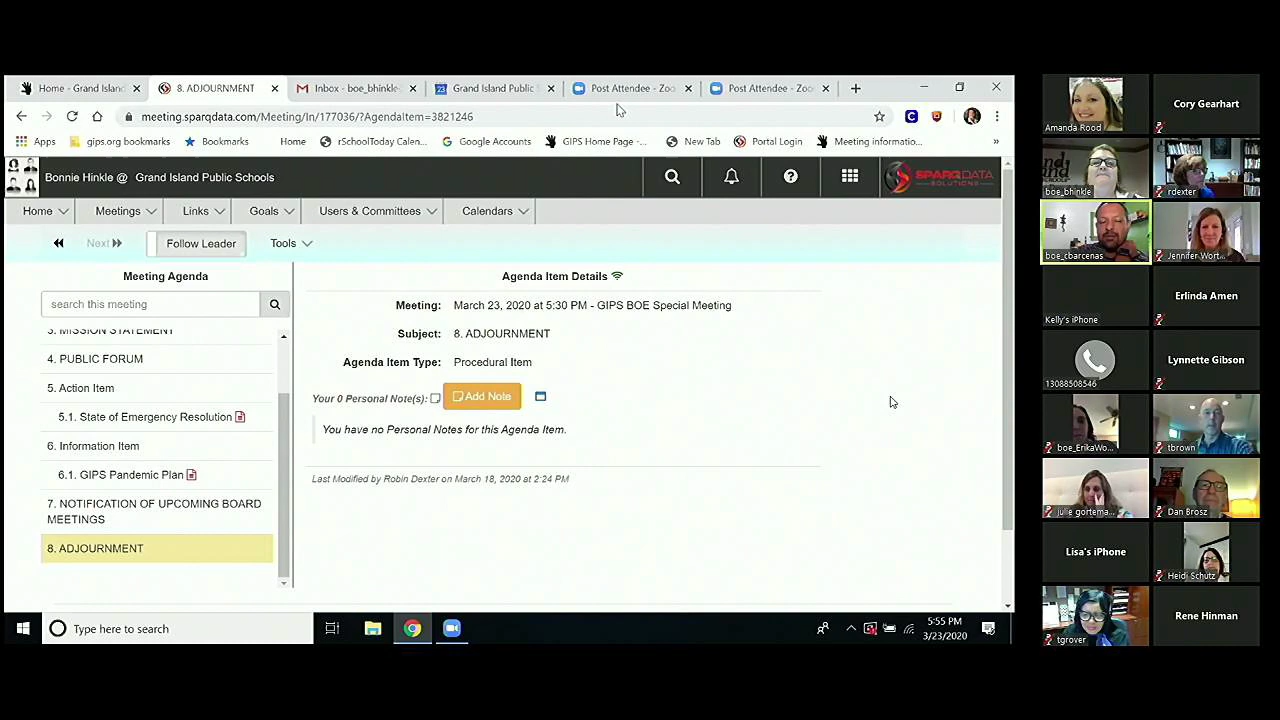 Home - Grand Island
8. ADJOURNMENT
Inbox - boe_bhinkle
Grand Island Public
Post Attendee - Zoo
Post Attendee - Zoo
meeting.sparqdata.com/Meeting/In/177036/?AgendaItem=3821246
Apps
gips.org bookmarks
Bookmarks
Home
rSchoolToday Calen...
Google Accounts
GIPS Home Page -...
New Tab
Portal Login
Meeting informatio...
»
Bonnie Hinkle @ Grand Island Public Schools
SPARQ DATA
SOLUTIONS
Home
Meetings
Links
Goals
Users & Committees
Calendars
Next
Follow Leader
Tools
Meeting Agenda
search this meeting
3. MISSION STATEMENT
4. PUBLIC FORUM
5. Action Item
5.1. State of Emergency Resolution
6. Information Item
6.1. GIPS Pandemic Plan
7. NOTIFICATION OF UPCOMING BOARD
MEETINGS
8. ADJOURNMENT
Agenda Item Details
Meeting: March 23, 2020 at 5:30 PM - GIPS BOE Special Meeting
Subject: 8. ADJOURNMENT
Agenda Item Type: Procedural Item
Your 0 Personal Note(s):
Add Note
You have no Personal Notes for this Agenda Item.
Last Modified by Robin Dexter on March 18, 2020 at 2:24 PM
Type here to search
5:55 PM
3/23/2020
Amanda Rood
Cory Gearhart
boe_bhinkle
rdexter
boe_cbarcenas
Jennifer Wort...
Kelly's iPhone
Erlinda Amen
13088508546
Lynnette Gibson
boe_ErikaWo...
tbrown
julie gortema...
Dan Brosz
Lisa's iPhone
Heidi Schutz
tgrover
Rene Hinman